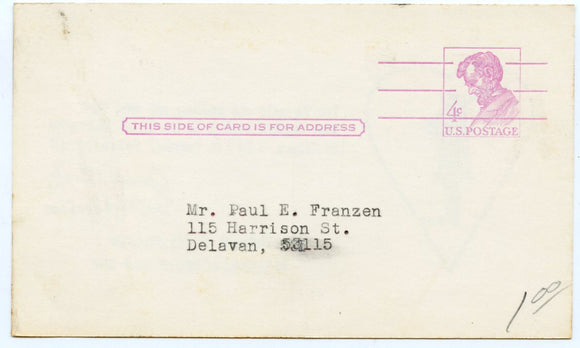 4¢
U.S. POSTAGE
THIS SIDE OF CARD IS FOR ADDRESS
Mr. Paul E. Franzen
115 Harrison St.
Delavan, 53115
1 00